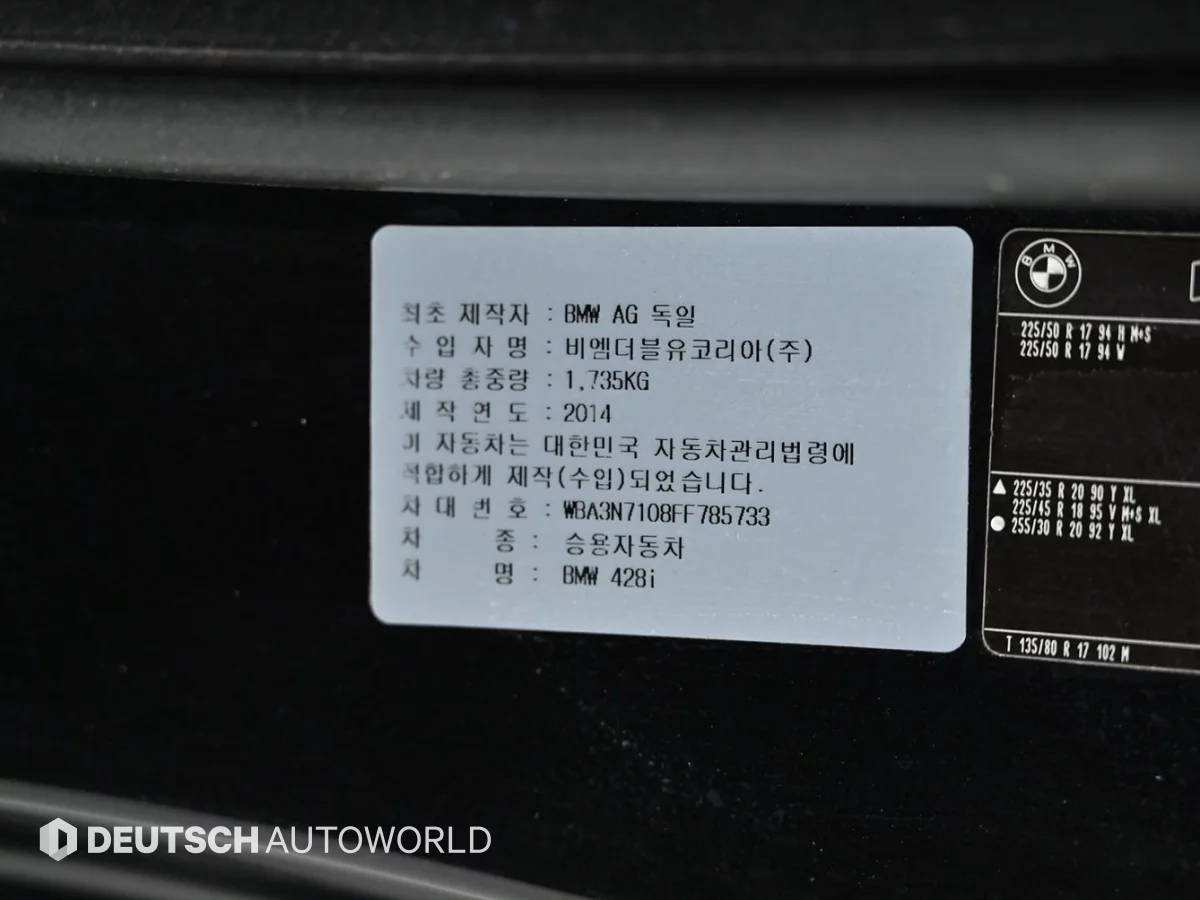 최초 제작자 : BMW AG 독일
수 입 자 명 : 비엠더블유코리아(주)
차량 총중량 : 1,735KG
제 작 연 도 : 2014
이 자동차는 대한민국 자동차관리법령에
적합하게 제작(수입)되었습니다.
차 대 번 호 : WBA3N7108FF785733
차 종 : 승용자동차
차 명 : BMW 428i
BMW
225/50 R 17 94 H M+S
225/50 R 17 94 W
▲ 225/35 R 20 90 Y XL
225/45 R 18 95 V M+S XL
● 255/30 R 20 92 Y XL
T 135/80 R 17 102 M
DEUTSCH AUTOWORLD